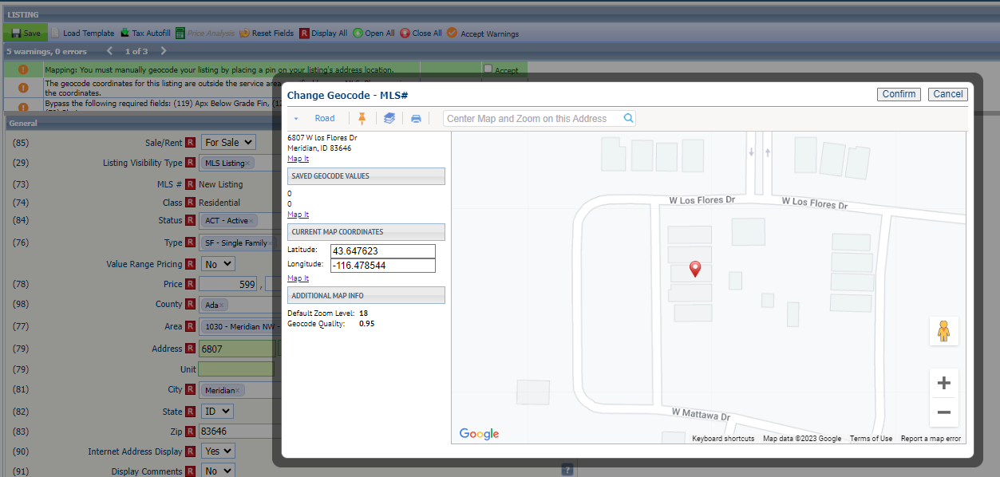 LISTING
Save Load Template Tax Autofill Price Analysis Reset Fields R Display All Open All Close All Accept Warnings
5 warnings, 0 errors 1 of 3
Mapping: You must manually geocode your listing by placing a pin on your listing's address location. Accept
The geocode coordinates for this listing are outside the service area
the coordinates.
Bypass the following required fields: (119) Apx Below Grade Fin,
General
(85) Sale/Rent R For Sale
(29) Listing Visibility Type R MLS Listing×
(73) MLS # R New Listing
(74) Class R Residential
(84) Status R ACT - Active×
(76) Type R SF - Single Family×
Value Range Pricing R No
(78) Price R 599 ,
(98) County R Ada×
(77) Area R 1030 - Meridian NW -
(79) Address R 6807
(79) Unit
(81) City R Meridian×
(82) State R ID
(83) Zip R 83646
(90) Internet Address Display R Yes
(91) Display Comments R No
?
Change Geocode - MLS# Confirm Cancel
Road Center Map and Zoom on this Address
6807 W los Flores Dr
Meridian, ID 83646
Map It
SAVED GEOCODE VALUES
0
0
Map It
CURRENT MAP COORDINATES
Latitude: 43.647623
Longitude: -116.478544
Map It
ADDITIONAL MAP INFO
Default Zoom Level: 18
Geocode Quality: 0.95
W Los Flores Dr
W Los Flores Dr
W Mattawa Dr
Google
Keyboard shortcuts Map data ©2023 Google Terms of Use Report a map error